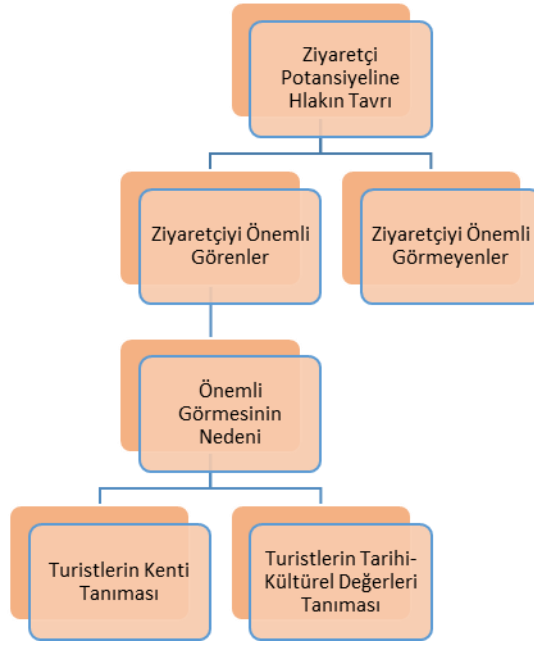 Ziyaretçi
Potansiyeline
Hlakın Tavrı
Ziyaretçiyi Önemli
Görenler
Ziyaretçiyi Önemli
Görmeyenler
Önemli
Görmesinin
Nedeni
Turistlerin Kenti
Tanıması
Turistlerin Tarihi-
Kültürel Değerleri
Tanıması